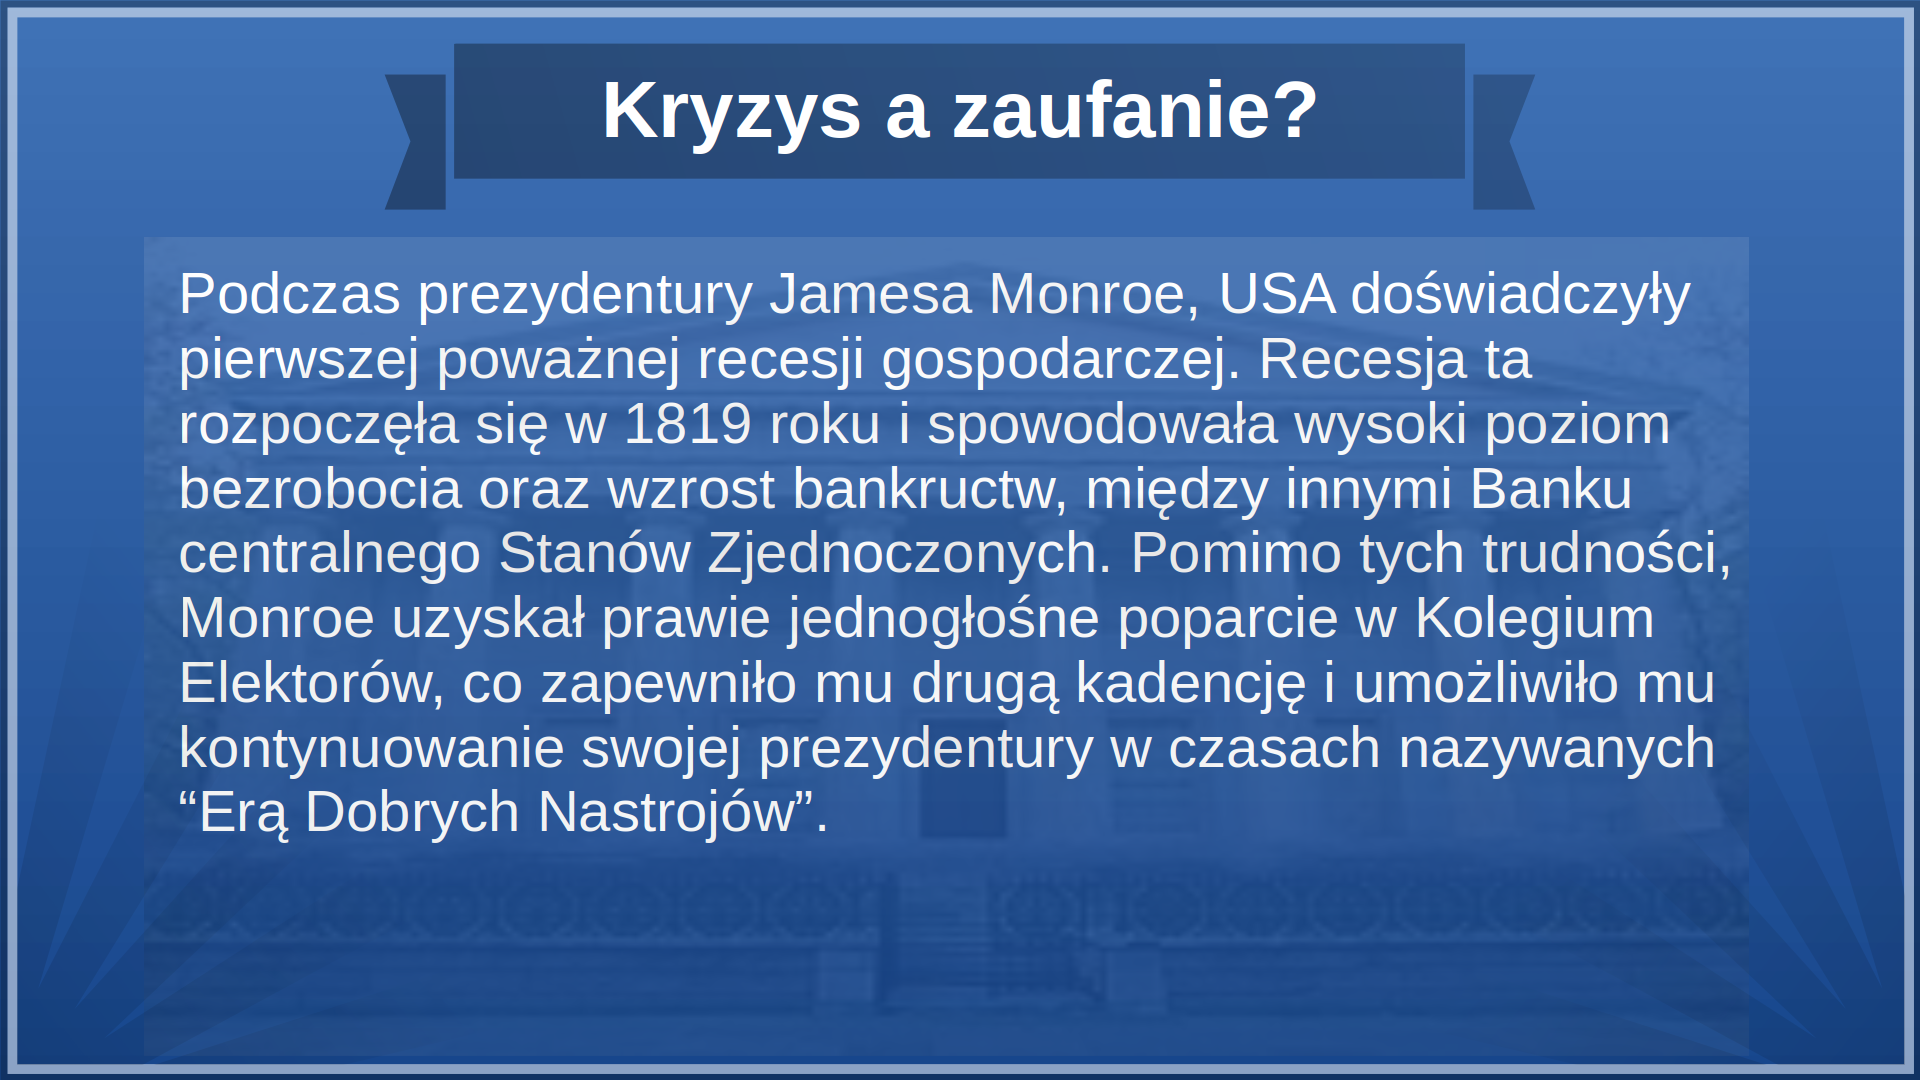 Kryzys a zaufanie?
Podczas prezydentury Jamesa Monroe, USA doświadczyły
pierwszej poważnej recesji gospodarczej. Recesja ta
rozpoczęła się w 1819 roku i spowodowała wysoki poziom
bezrobocia oraz wzrost bankructw, między innymi Banku
centralnego Stanów Zjednoczonych. Pomimo tych trudności,
Monroe uzyskał prawie jednogłośne poparcie w Kolegium
Elektorów, co zapewniło mu drugą kadencję i umożliwiło mu
kontynuowanie swojej prezydentury w czasach nazywanych
“Erą Dobrych Nastrojów”.